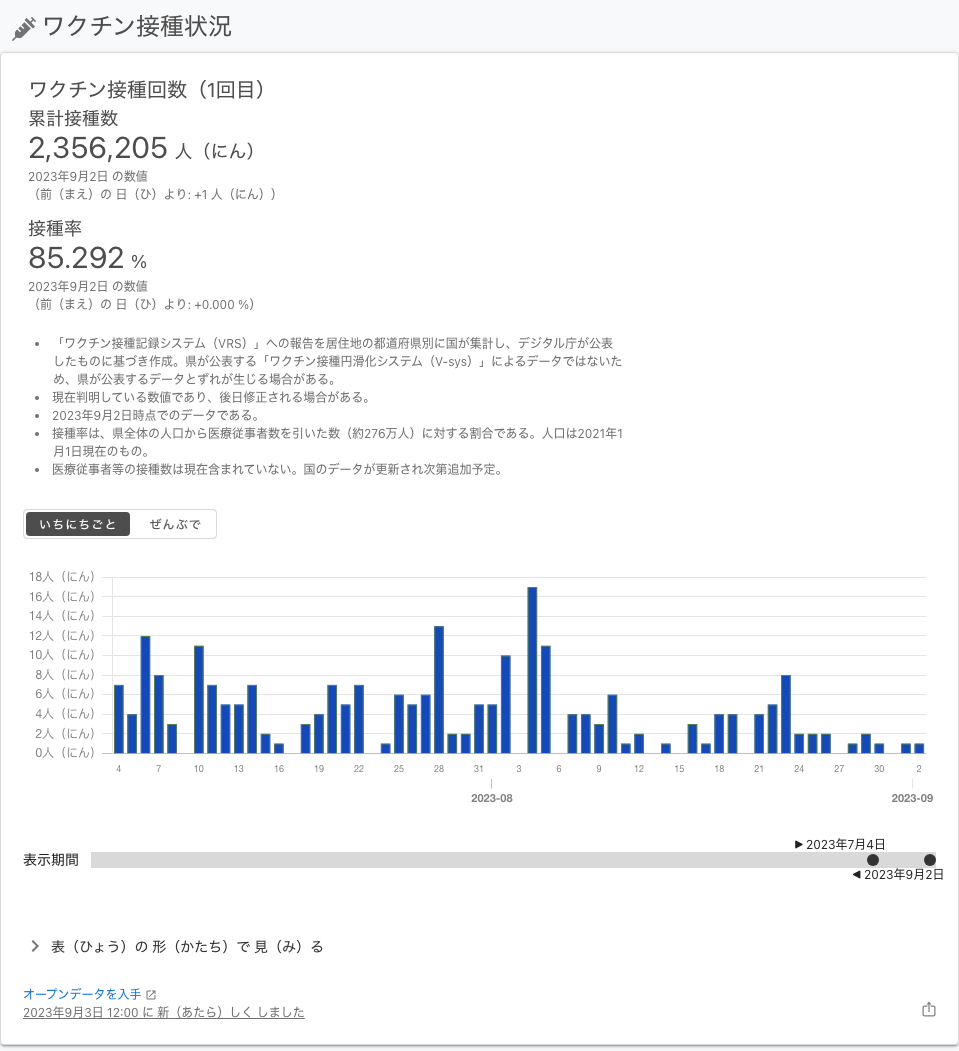 ワクチン接種状況
ワクチン接種回数（1回目）
累計接種数
2,356,205 人（にん）
2023年9月2日 の数値
（前（まえ）の 日（ひ）より: +1 人（にん））
接種率
85.292 %
2023年9月2日 の数値
（前（まえ）の 日（ひ）より: +0.000 %）
• 「ワクチン接種記録システム（VRS）」への報告を居住地の都道府県別に国が集計し、デジタル庁が公表
したものに基づき作成。県が公表する「ワクチン接種円滑化システム（V-sys）」によるデータではないた
め、県が公表するデータとずれが生じる場合がある。
• 現在判明している数値であり、後日修正される場合がある。
• 2023年9月2日時点でのデータである。
• 接種率は、県全体の人口から医療従事者数を引いた数（約276万人）に対する割合である。人口は2021年1
月1日現在のもの。
• 医療従事者等の接種数は現在含まれていない。国のデータが更新され次第追加予定。
いちにちごと ぜんぶで
18人（にん）
16人（にん）
14人（にん）
12人（にん）
10人（にん）
8人（にん）
6人（にん）
4人（にん）
2人（にん）
0人（にん）
4 7 10 13 16 19 22 25 28 31 3 6 9 12 15 18 21 24 27 30 2
2023-08 2023-09
▶ 2023年7月4日
表示期間
◀ 2023年9月2日
表（ひょう）の 形（かたち）で 見（み）る
オープンデータを入手
2023年9月3日 12:00 に 新（あたら）しく しました